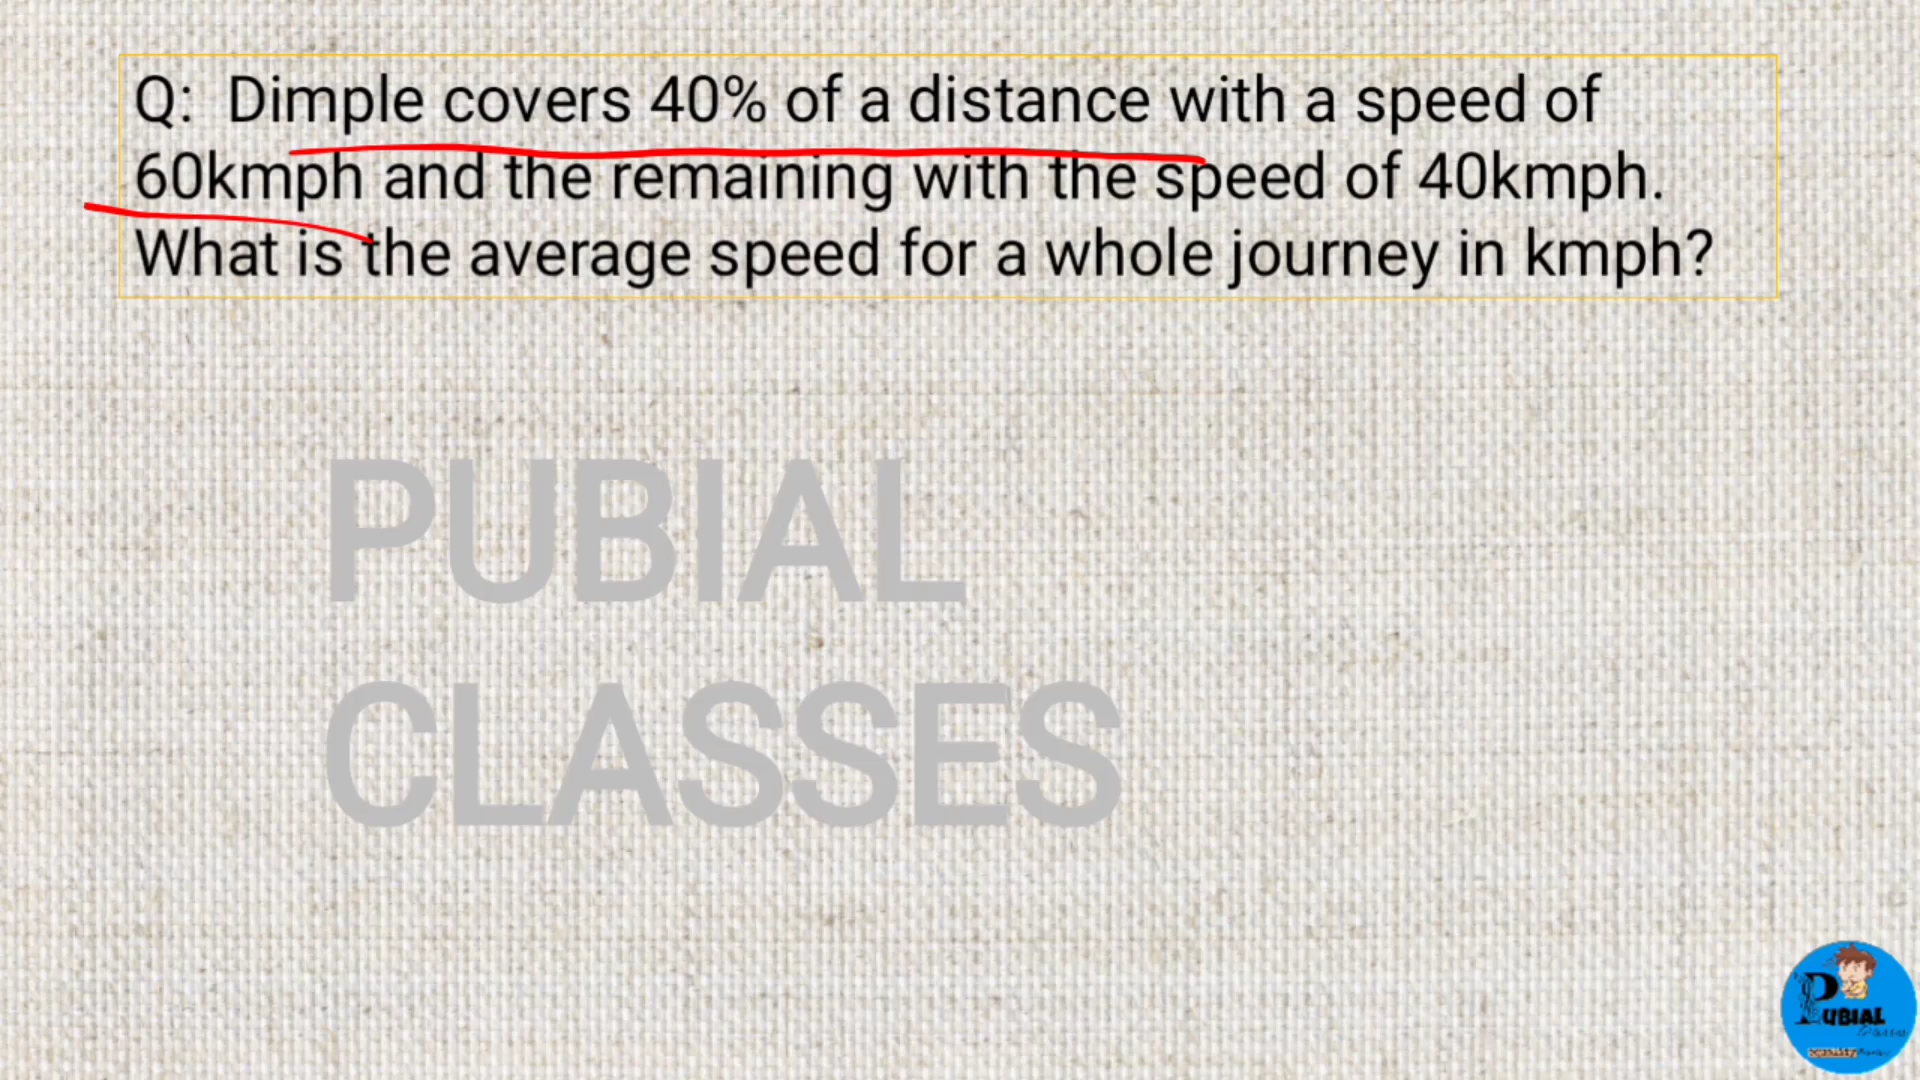 Q: Dimple covers 40% of a distance with a speed of
60kmph and the remaining with the speed of 40kmph.
What is the average speed for a whole journey in kmph?
PUBIAL
CLASSES
PUBIAL